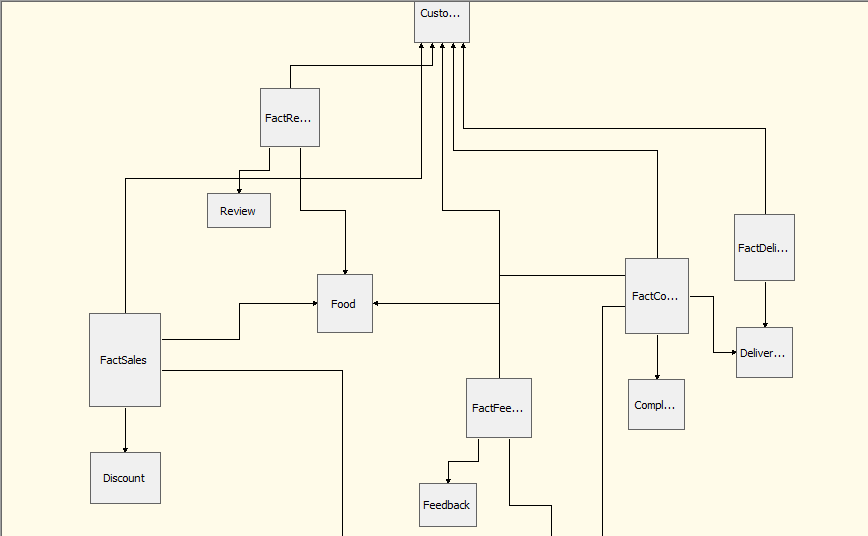 Custo...
FactRe...
Review
FactDeli...
Food
FactCo...
FactSales
Deliver...
Compl...
FactFee...
Discount
Feedback